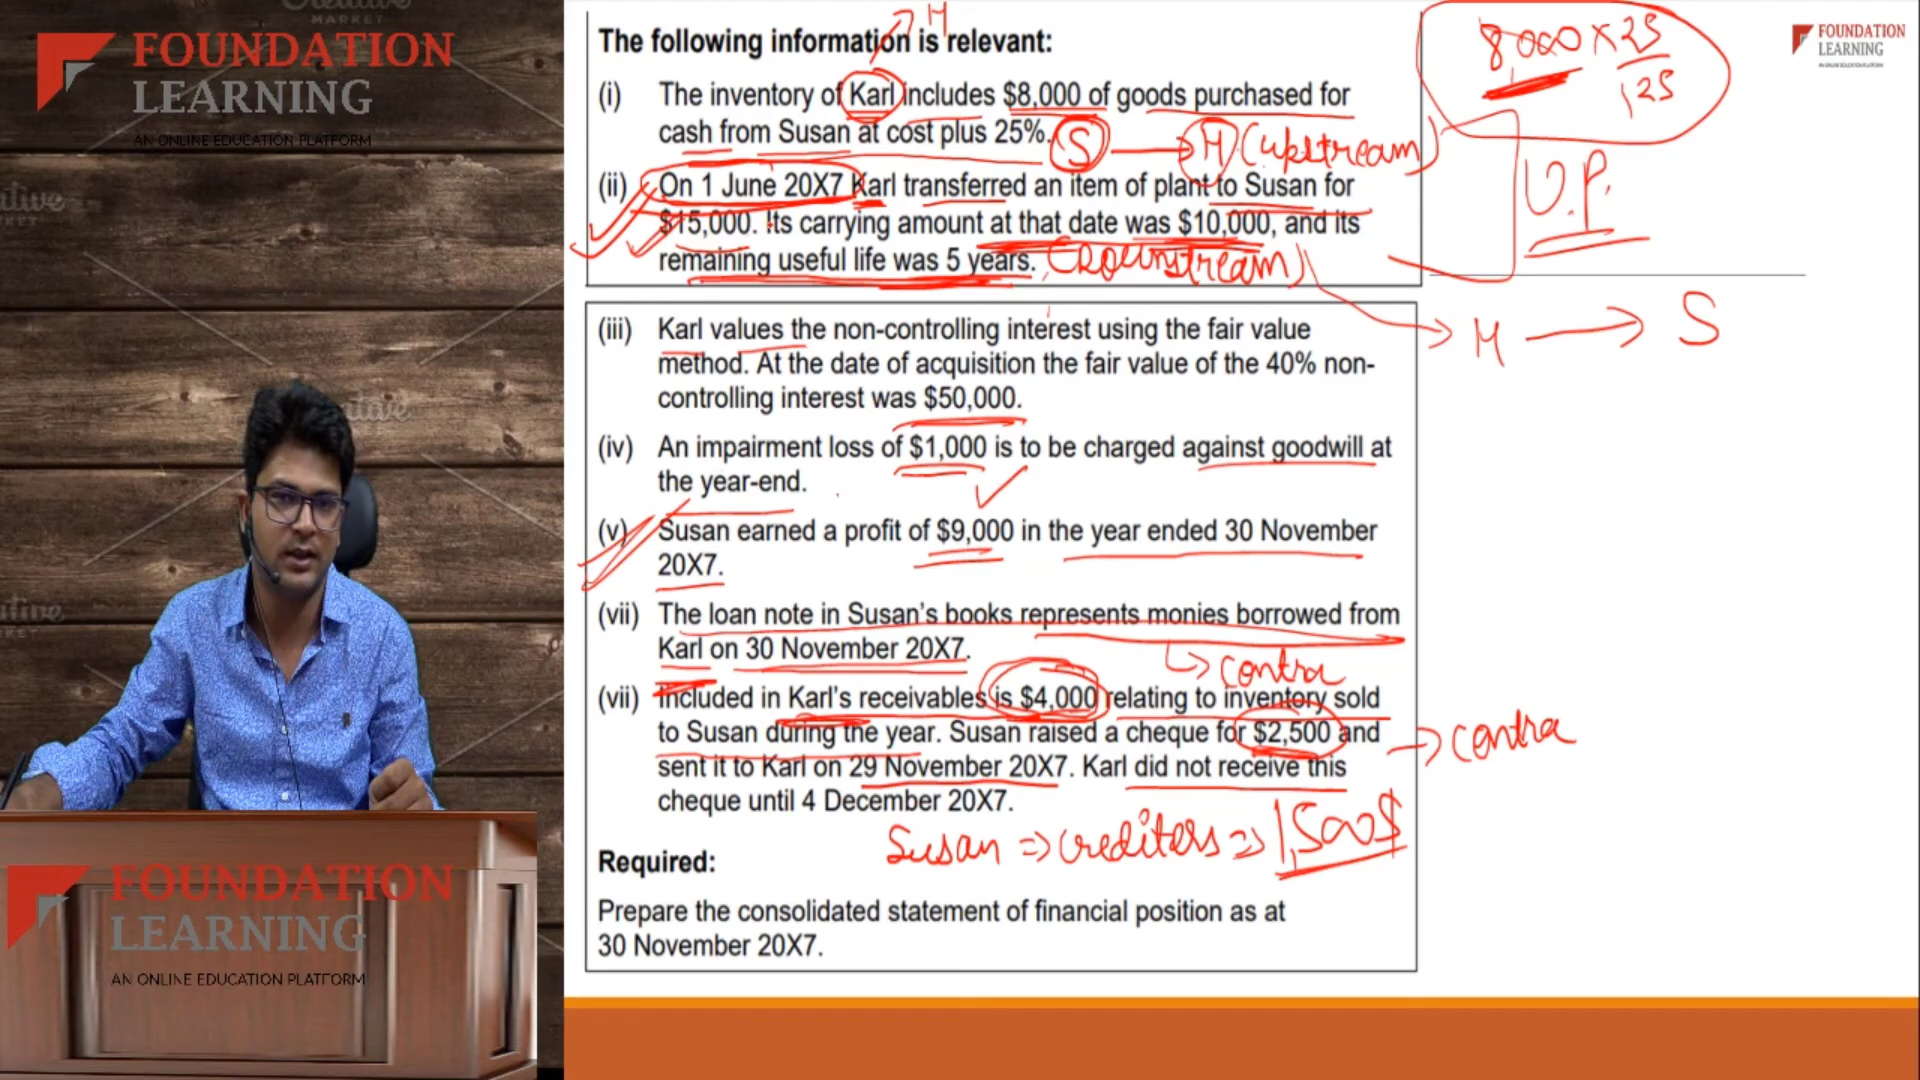 FOUNDATION
LEARNING
AN ONLINE EDUCATION PLATFORM
Creative
MARKET
The following information is relevant:
H
(i) The inventory of Karl includes $8,000 of goods purchased for
cash from Susan at cost plus 25%.
S → H (upstream)
8000 × 25
125
U.P.
FOUNDATION
LEARNING
AN ONLINE EDUCATION PLATFORM
(ii) On 1 June 20X7 Karl transferred an item of plant to Susan for
$15,000. Its carrying amount at that date was $10,000, and its
remaining useful life was 5 years. (Downstream)
H → S
(iii) Karl values the non-controlling interest using the fair value
method. At the date of acquisition the fair value of the 40% non-
controlling interest was $50,000.
(iv) An impairment loss of $1,000 is to be charged against goodwill at
the year-end.
(v) Susan earned a profit of $9,000 in the year ended 30 November
20X7.
(vii) The loan note in Susan's books represents monies borrowed from
Karl on 30 November 20X7.
contra
(vii) Included in Karl's receivables is $4,000 relating to inventory sold
to Susan during the year. Susan raised a cheque for $2,500 and
sent it to Karl on 29 November 20X7. Karl did not receive this
cheque until 4 December 20X7.
→ contra
Susan ⇒ crediters ⇒ 1,500$
Required:
Prepare the consolidated statement of financial position as at
30 November 20X7.
FOUNDATION
LEARNING
AN ONLINE EDUCATION PLATFORM